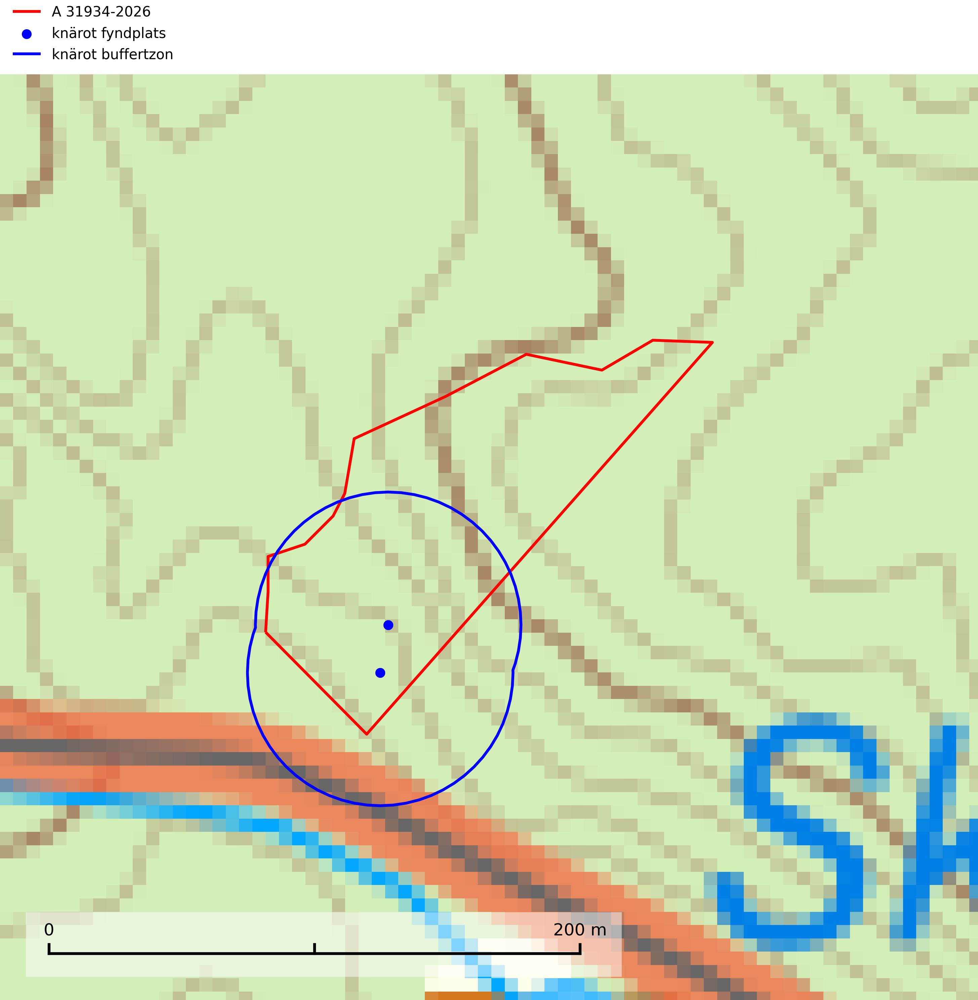 A 31934-2026
knärot fyndplats
knärot buffertzon
0
200 m